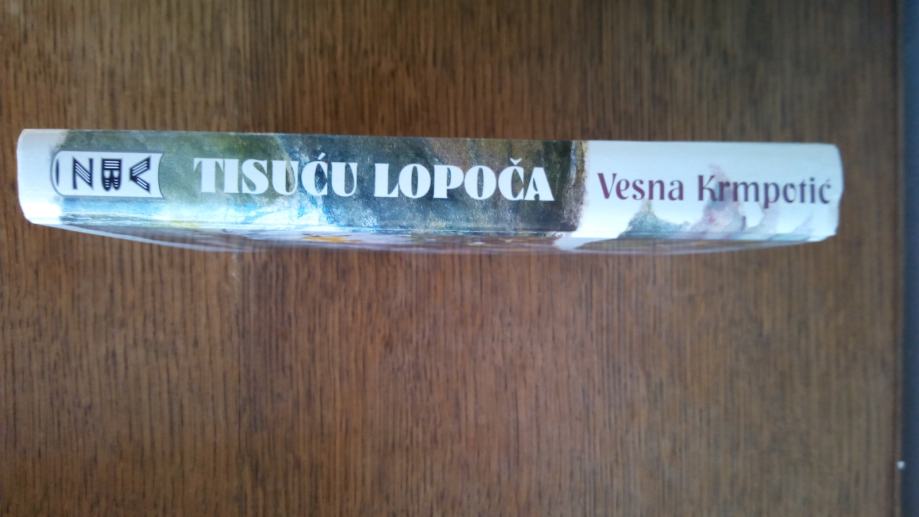 TISUĆU LOPOČA
Vesna Krmpotić